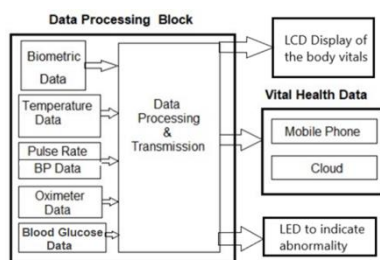 Data Processing Block
Biometric
Data
Temperature
Data
Pulse Rate
BP Data
Oximeter
Data
Blood Glucose
Data
Data
Processing
&
Transmission
LCD Display of
the body vitals
Vital Health Data
Mobile Phone
Cloud
LED to indicate
abnormality